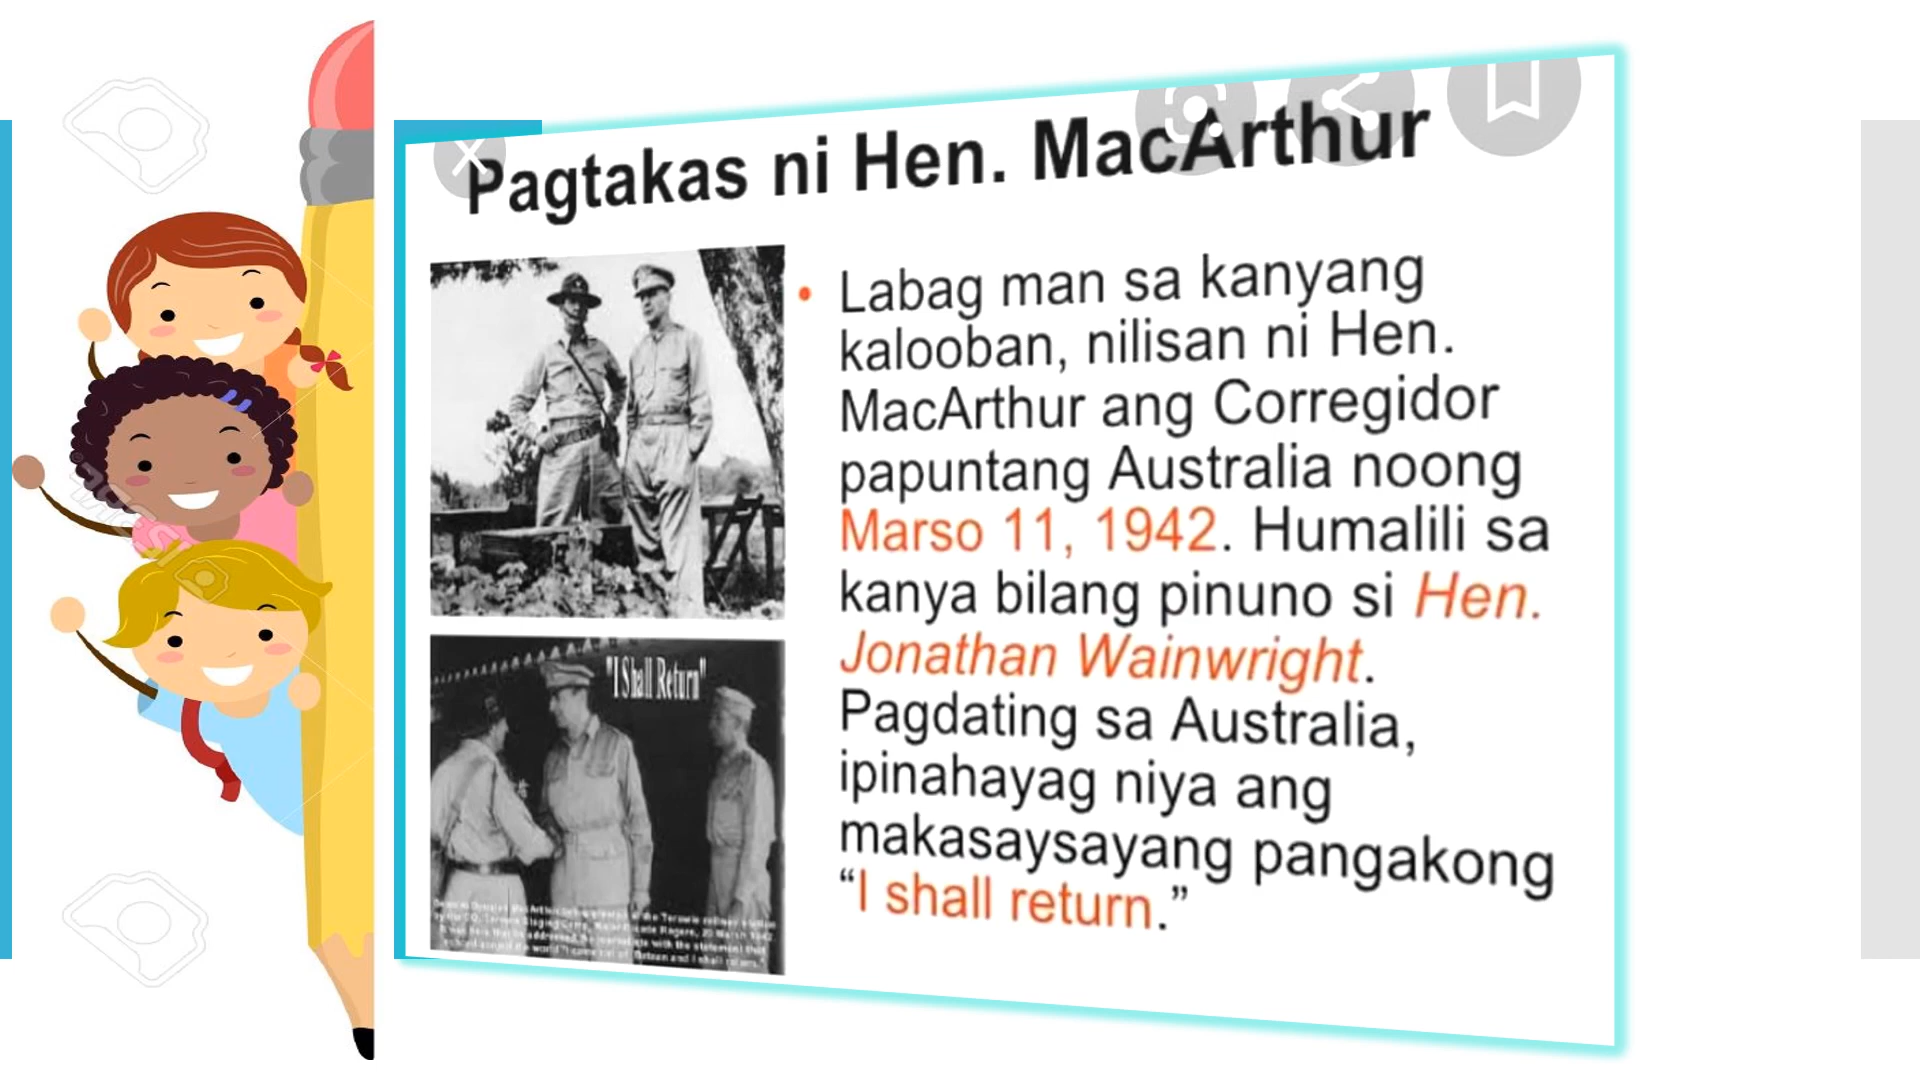 Pagtakas ni Hen. MacArthur
• Labag man sa kanyang
kalooban, nilisan ni Hen.
MacArthur ang Corregidor
papuntang Australia noong
Marso 11, 1942. Humalili sa
kanya bilang pinuno si Hen.
Jonathan Wainwright.
Pagdating sa Australia,
ipinahayag niya ang
makasaysayang pangakong
“I shall return.”
"I Shall Return"